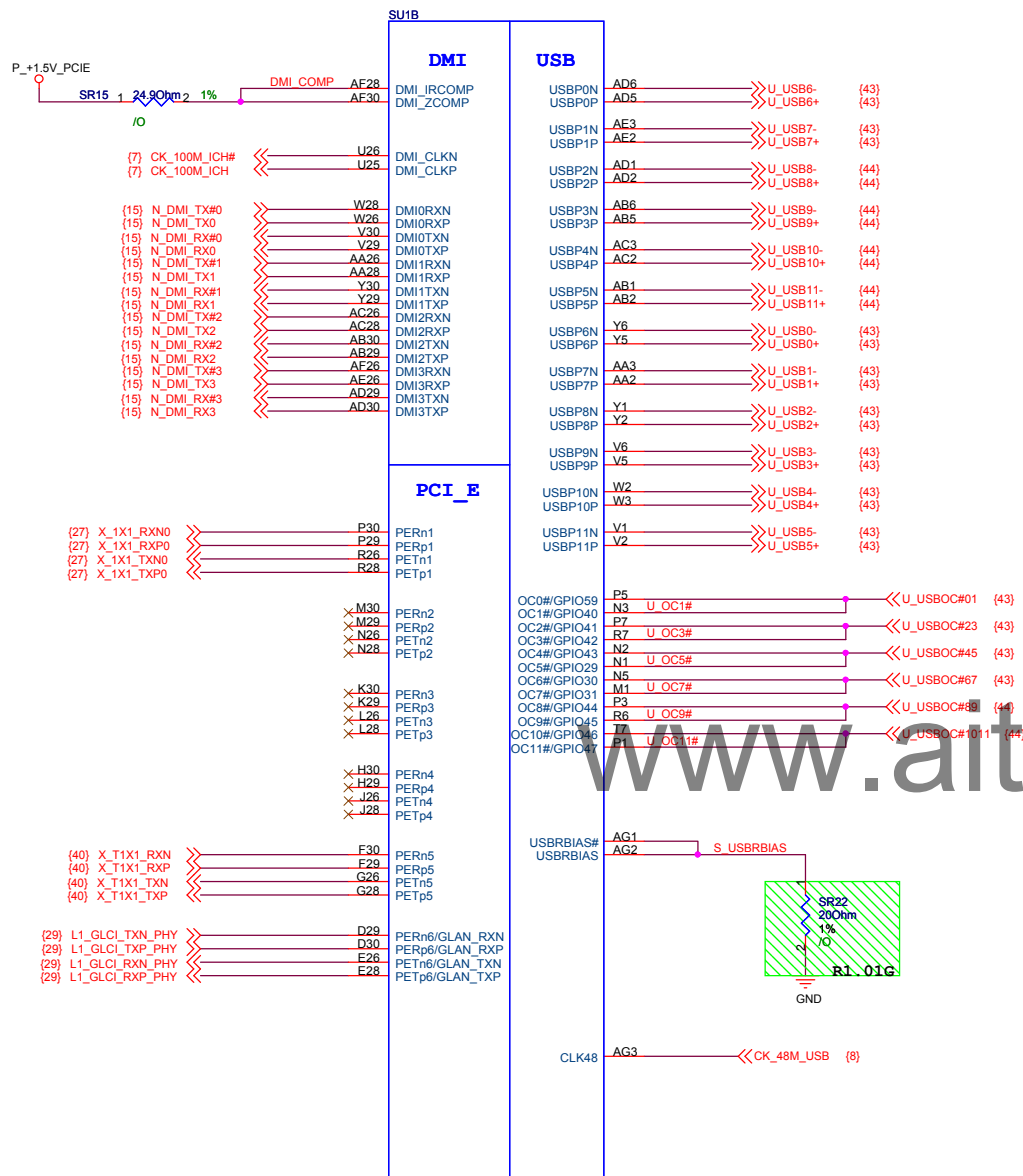 SU1B
DMI
USB
P_+1.5V_PCIE
SR15 1 24.9Ohm 2 1%
/O
DMI_COMP AF28 DMI_IRCOMP
AF30 DMI_ZCOMP
{7} CK_100M_ICH# U26 DMI_CLKN
{7} CK_100M_ICH U25 DMI_CLKP
{15} N_DMI_TX#0 W28 DMI0RXN
{15} N_DMI_TX0 W26 DMI0RXP
{15} N_DMI_RX#0 V30 DMI0TXN
{15} N_DMI_RX0 V29 DMI0TXP
{15} N_DMI_TX#1 AA26 DMI1RXN
{15} N_DMI_TX1 AA28 DMI1RXP
{15} N_DMI_RX#1 Y30 DMI1TXN
{15} N_DMI_RX1 Y29 DMI1TXP
{15} N_DMI_TX#2 AC26 DMI2RXN
{15} N_DMI_TX2 AC28 DMI2RXP
{15} N_DMI_RX#2 AB30 DMI2TXN
{15} N_DMI_RX2 AB29 DMI2TXP
{15} N_DMI_TX#3 AF26 DMI3RXN
{15} N_DMI_TX3 AE26 DMI3RXP
{15} N_DMI_RX#3 AD29 DMI3TXN
{15} N_DMI_RX3 AD30 DMI3TXP
PCI_E
{27} X_1X1_RXN0 P30 PERn1
{27} X_1X1_RXP0 P29 PERp1
{27} X_1X1_TXN0 R26 PETn1
{27} X_1X1_TXP0 R28 PETp1
M30 PERn2
M29 PERp2
N26 PETn2
N28 PETp2
K30 PERn3
K29 PERp3
L26 PETn3
L28 PETp3
H30 PERn4
H29 PERp4
J26 PETn4
J28 PETp4
{40} X_T1X1_RXN F30 PERn5
{40} X_T1X1_RXP F29 PERp5
{40} X_T1X1_TXN G26 PETn5
{40} X_T1X1_TXP G28 PETp5
{29} L1_GLCI_TXN_PHY D29 PERn6/GLAN_RXN
{29} L1_GLCI_TXP_PHY D30 PERp6/GLAN_RXP
{29} L1_GLCI_RXN_PHY E26 PETn6/GLAN_TXN
{29} L1_GLCI_RXP_PHY E28 PETp6/GLAN_TXP
USBP0N AD6 U_USB6- {43}
USBP0P AD5 U_USB6+ {43}
USBP1N AE3 U_USB7- {43}
USBP1P AE2 U_USB7+ {43}
USBP2N AD1 U_USB8- {44}
USBP2P AD2 U_USB8+ {44}
USBP3N AB6 U_USB9- {44}
USBP3P AB5 U_USB9+ {44}
USBP4N AC3 U_USB10- {44}
USBP4P AC2 U_USB10+ {44}
USBP5N AB1 U_USB11- {44}
USBP5P AB2 U_USB11+ {44}
USBP6N Y6 U_USB0- {43}
USBP6P Y5 U_USB0+ {43}
USBP7N AA3 U_USB1- {43}
USBP7P AA2 U_USB1+ {43}
USBP8N Y1 U_USB2- {43}
USBP8P Y2 U_USB2+ {43}
USBP9N V6 U_USB3- {43}
USBP9P V5 U_USB3+ {43}
USBP10N W2 U_USB4- {43}
USBP10P W3 U_USB4+ {43}
USBP11N V1 U_USB5- {43}
USBP11P V2 U_USB5+ {43}
OC0#/GPIO59 P5 U_USBOC#01 {43}
OC1#/GPIO40 N3 U_OC1#
OC2#/GPIO41 P7 U_USBOC#23 {43}
OC3#/GPIO42 R7 U_OC3#
OC4#/GPIO43 N2 U_USBOC#45 {43}
OC5#/GPIO29 N1 U_OC5#
OC6#/GPIO30 N5 U_USBOC#67 {43}
OC7#/GPIO31 M1 U_OC7#
OC8#/GPIO44 P3 U_USBOC#89 {44}
OC9#/GPIO45 R6 U_OC9#
OC10#/GPIO46 T7 U_USBOC#1011 {44}
OC11#/GPIO47 P1 U_OC11#
www.ait
USBRBIAS# AG1
USBRBIAS AG2 S_USBRBIAS
1
SR22
20Ohm
1%
/O
2
R1.01G
GND
CLK48 AG3 CK_48M_USB {8}